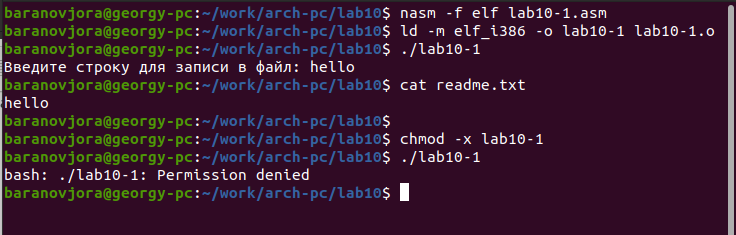 baranovjora@georgy-pc:~/work/arch-pc/lab10$ nasm -f elf lab10-1.asm
baranovjora@georgy-pc:~/work/arch-pc/lab10$ ld -m elf_i386 -o lab10-1 lab10-1.o
baranovjora@georgy-pc:~/work/arch-pc/lab10$ ./lab10-1
Введите строку для записи в файл: hello
baranovjora@georgy-pc:~/work/arch-pc/lab10$ cat readme.txt
hello
baranovjora@georgy-pc:~/work/arch-pc/lab10$
baranovjora@georgy-pc:~/work/arch-pc/lab10$ chmod -x lab10-1
baranovjora@georgy-pc:~/work/arch-pc/lab10$ ./lab10-1
bash: ./lab10-1: Permission denied
baranovjora@georgy-pc:~/work/arch-pc/lab10$